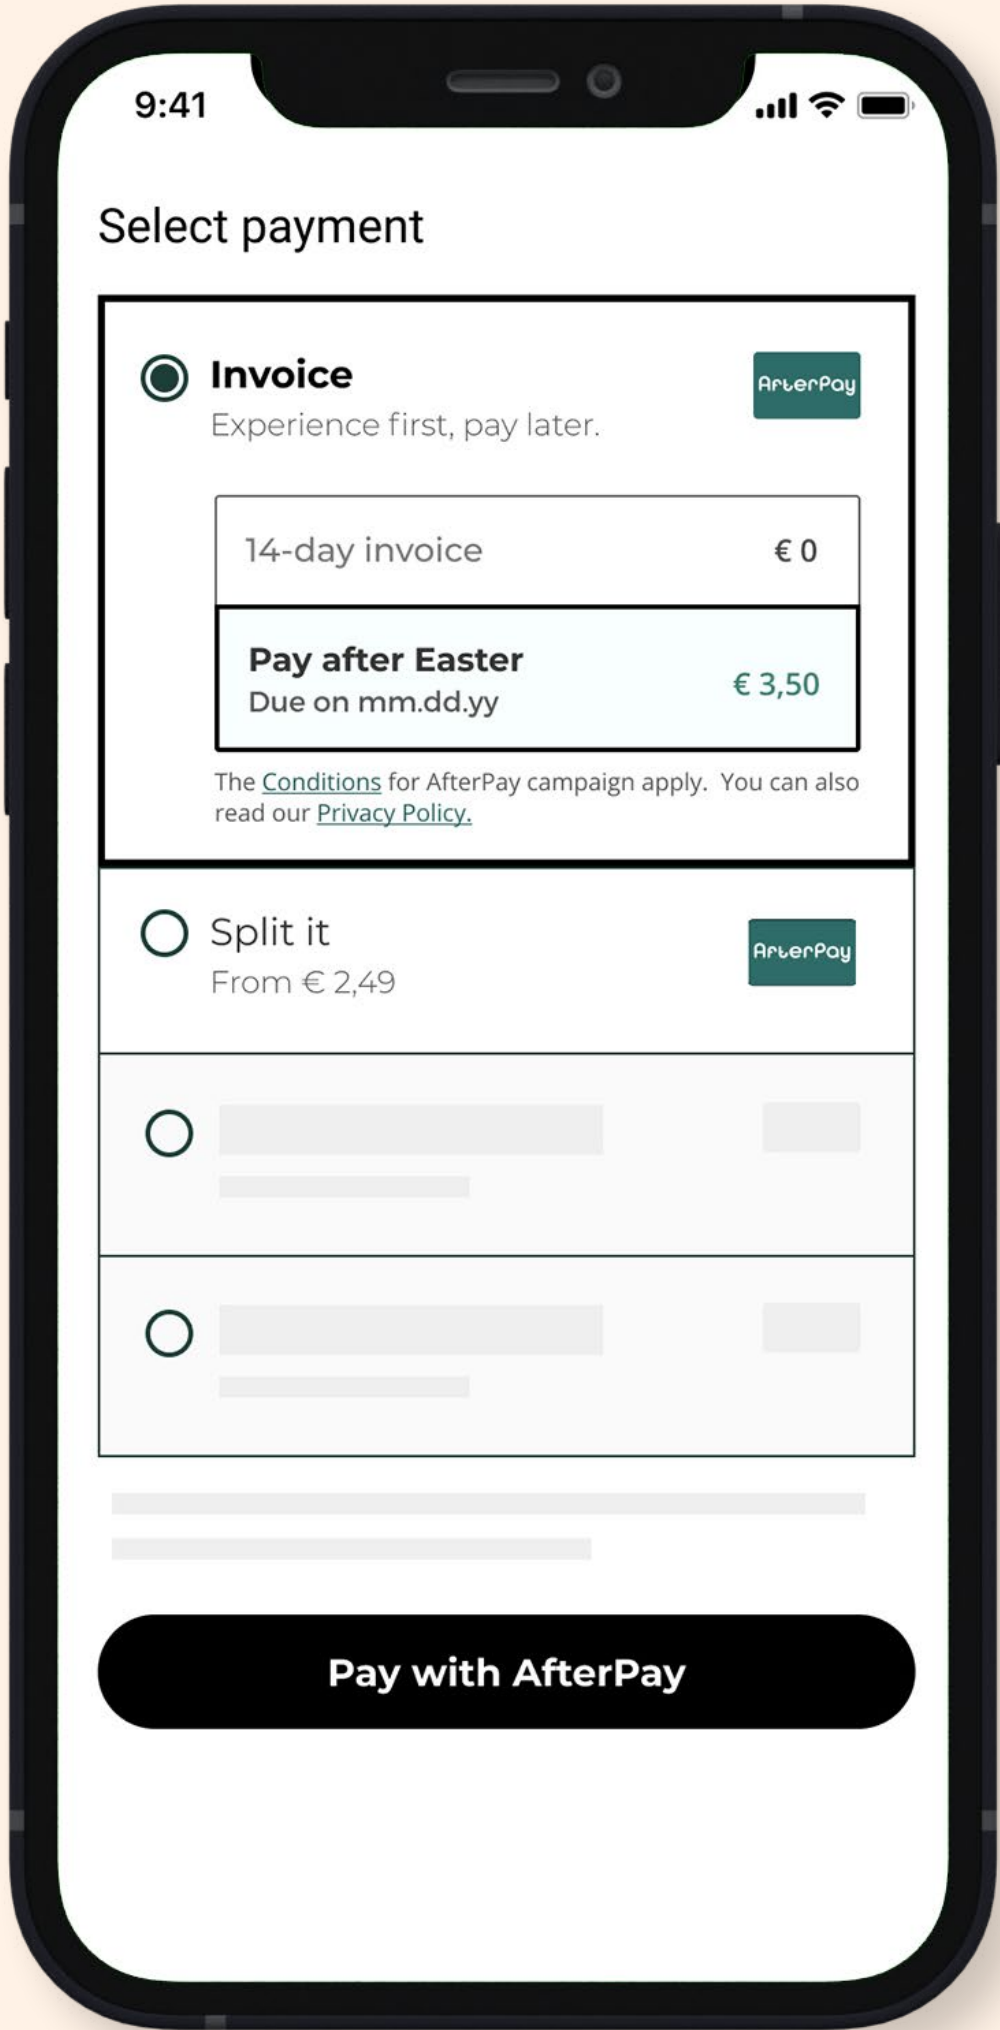 9:41
Select payment
Invoice
AfterPay
Experience first, pay later.
14-day invoice € 0
Pay after Easter
Due on mm.dd.yy
€ 3,50
The Conditions for AfterPay campaign apply. You can also
read our Privacy Policy.
Split it
AfterPay
From € 2,49
Pay with AfterPay